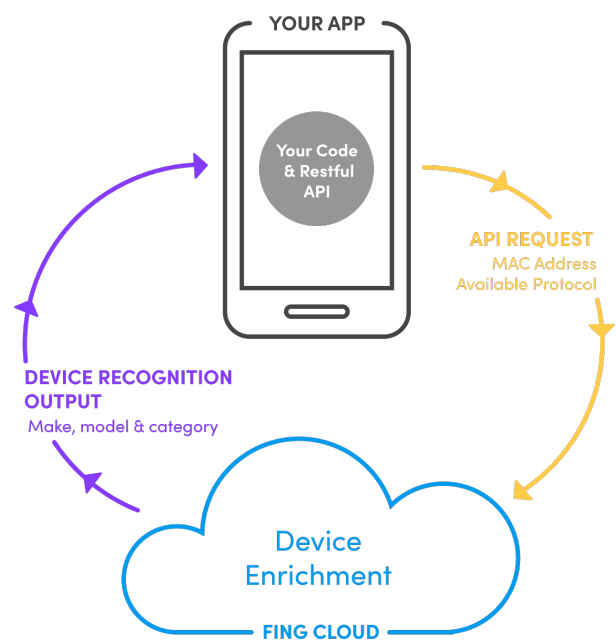 YOUR APP
Your Code
& Restful
API
API REQUEST
MAC Address
Available Protocol
DEVICE RECOGNITION
OUTPUT
Make, model & category
Device
Enrichment
FING CLOUD